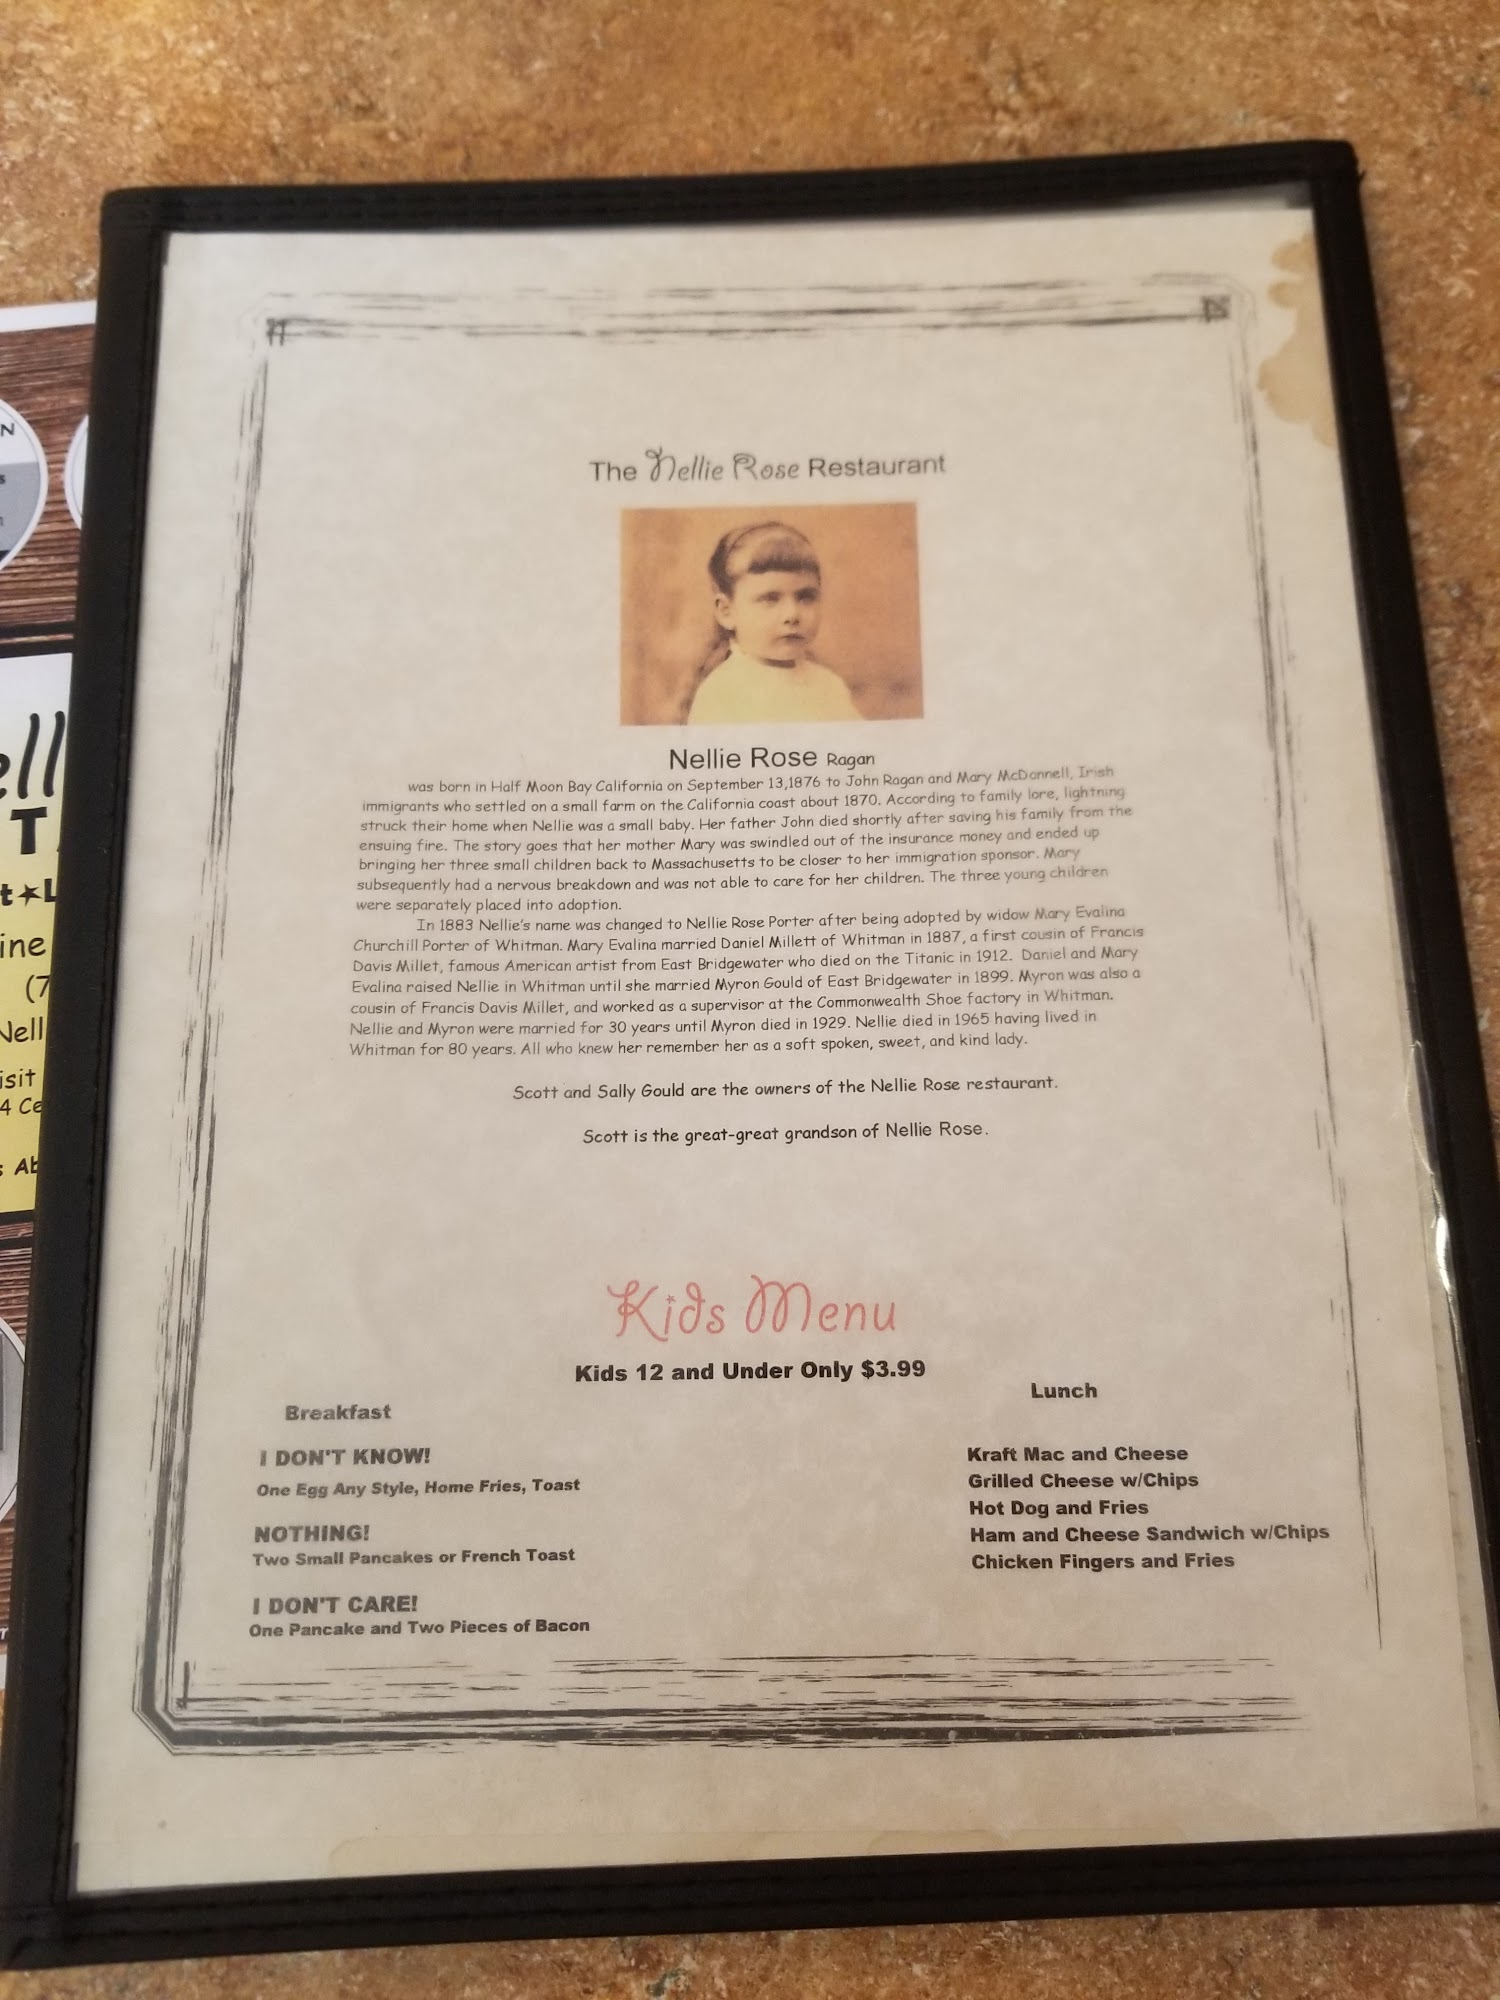 The Nellie Rose Restaurant
Nellie Rose Ragan
was born in Half Moon Bay California on September 13,1876 to John Ragan and Mary McDonnell, Irish
immigrants who settled on a small farm on the California coast about 1870. According to family lore, lightning
struck their home when Nellie was a small baby. Her father John died shortly after saving his family from the
ensuing fire. The story goes that her mother Mary was swindled out of the insurance money and ended up
bringing her three small children back to Massachusetts to be closer to her immigration sponsor. Mary
subsequently had a nervous breakdown and was not able to care for her children. The three young children
were separately placed into adoption.
In 1883 Nellie's name was changed to Nellie Rose Porter after being adopted by widow Mary Evalina
Churchill Porter of Whitman. Mary Evalina married Daniel Millett of Whitman in 1887, a first cousin of Francis
Davis Millet, famous American artist from East Bridgewater who died on the Titanic in 1912. Daniel and Mary
Evalina raised Nellie in Whitman until she married Myron Gould of East Bridgewater in 1899. Myron was also a
cousin of Francis Davis Millet, and worked as a supervisor at the Commonwealth Shoe factory in Whitman.
Nellie and Myron were married for 30 years until Myron died in 1929. Nellie died in 1965 having lived in
Whitman for 80 years. All who knew her remember her as a soft spoken, sweet, and kind lady.
Scott and Sally Gould are the owners of the Nellie Rose restaurant.
Scott is the great-great grandson of Nellie Rose.
Kids Menu
Kids 12 and Under Only $3.99
Breakfast
I DON'T KNOW!
One Egg Any Style, Home Fries, Toast
NOTHING!
Two Small Pancakes or French Toast
I DON'T CARE!
One Pancake and Two Pieces of Bacon
Lunch
Kraft Mac and Cheese
Grilled Cheese w/Chips
Hot Dog and Fries
Ham and Cheese Sandwich w/Chips
Chicken Fingers and Fries